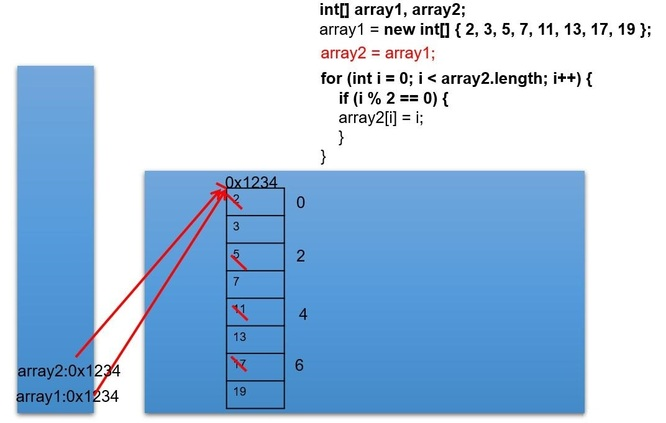 int[] array1, array2;
array1 = new int[] { 2, 3, 5, 7, 11, 13, 17, 19 };
array2 = array1;
for (int i = 0; i < array2.length; i++) {
if (i % 2 == 0) {
array2[i] = i;
}
}
0x1234
2 0
3
5 2
7
11 4
13
17 6
19
array2:0x1234
array1:0x1234